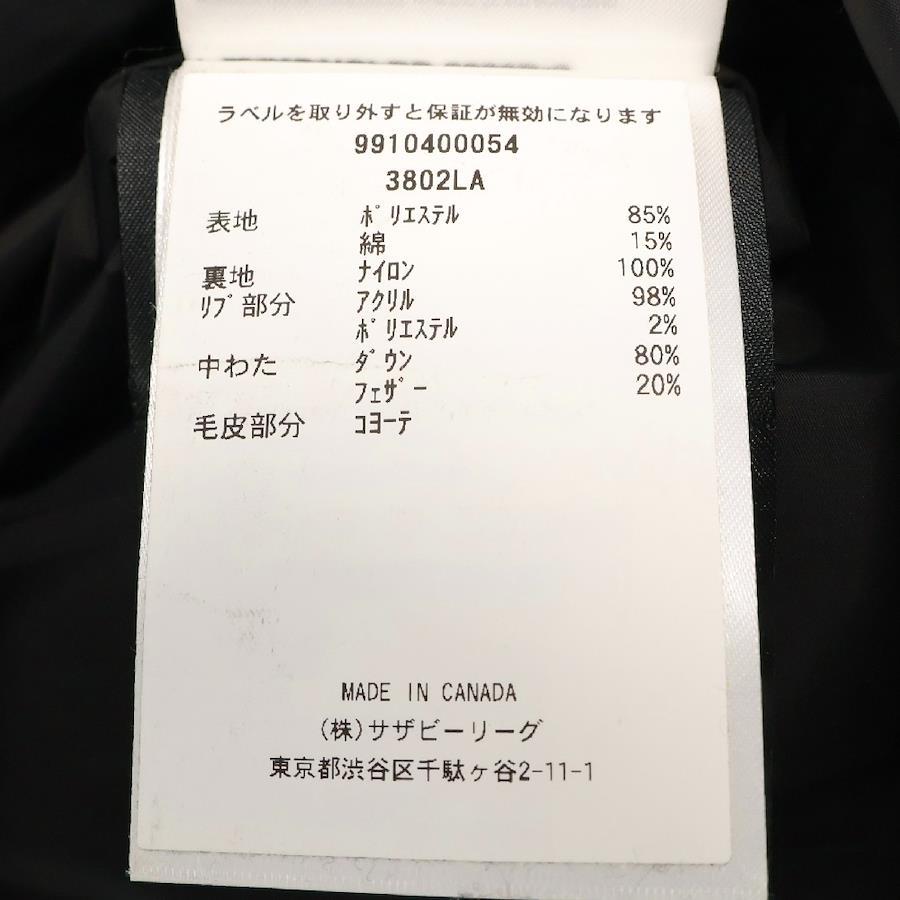 ラベルを取り外すと保証が無効になります
9910400054
3802LA
表地 ﾎﾟﾘｴｽﾃﾙ 85%
綿 15%
裏地 ﾅｲﾛﾝ 100%
ﾘﾌﾞ部分 ｱｸﾘﾙ 98%
ﾎﾟﾘｴｽﾃﾙ 2%
中わた ﾀﾞｳﾝ 80%
ﾌｪｻﾞｰ 20%
毛皮部分 ｺﾖｰﾃ
MADE IN CANADA
(株)サザビーリーグ
東京都渋谷区千駄ヶ谷2-11-1